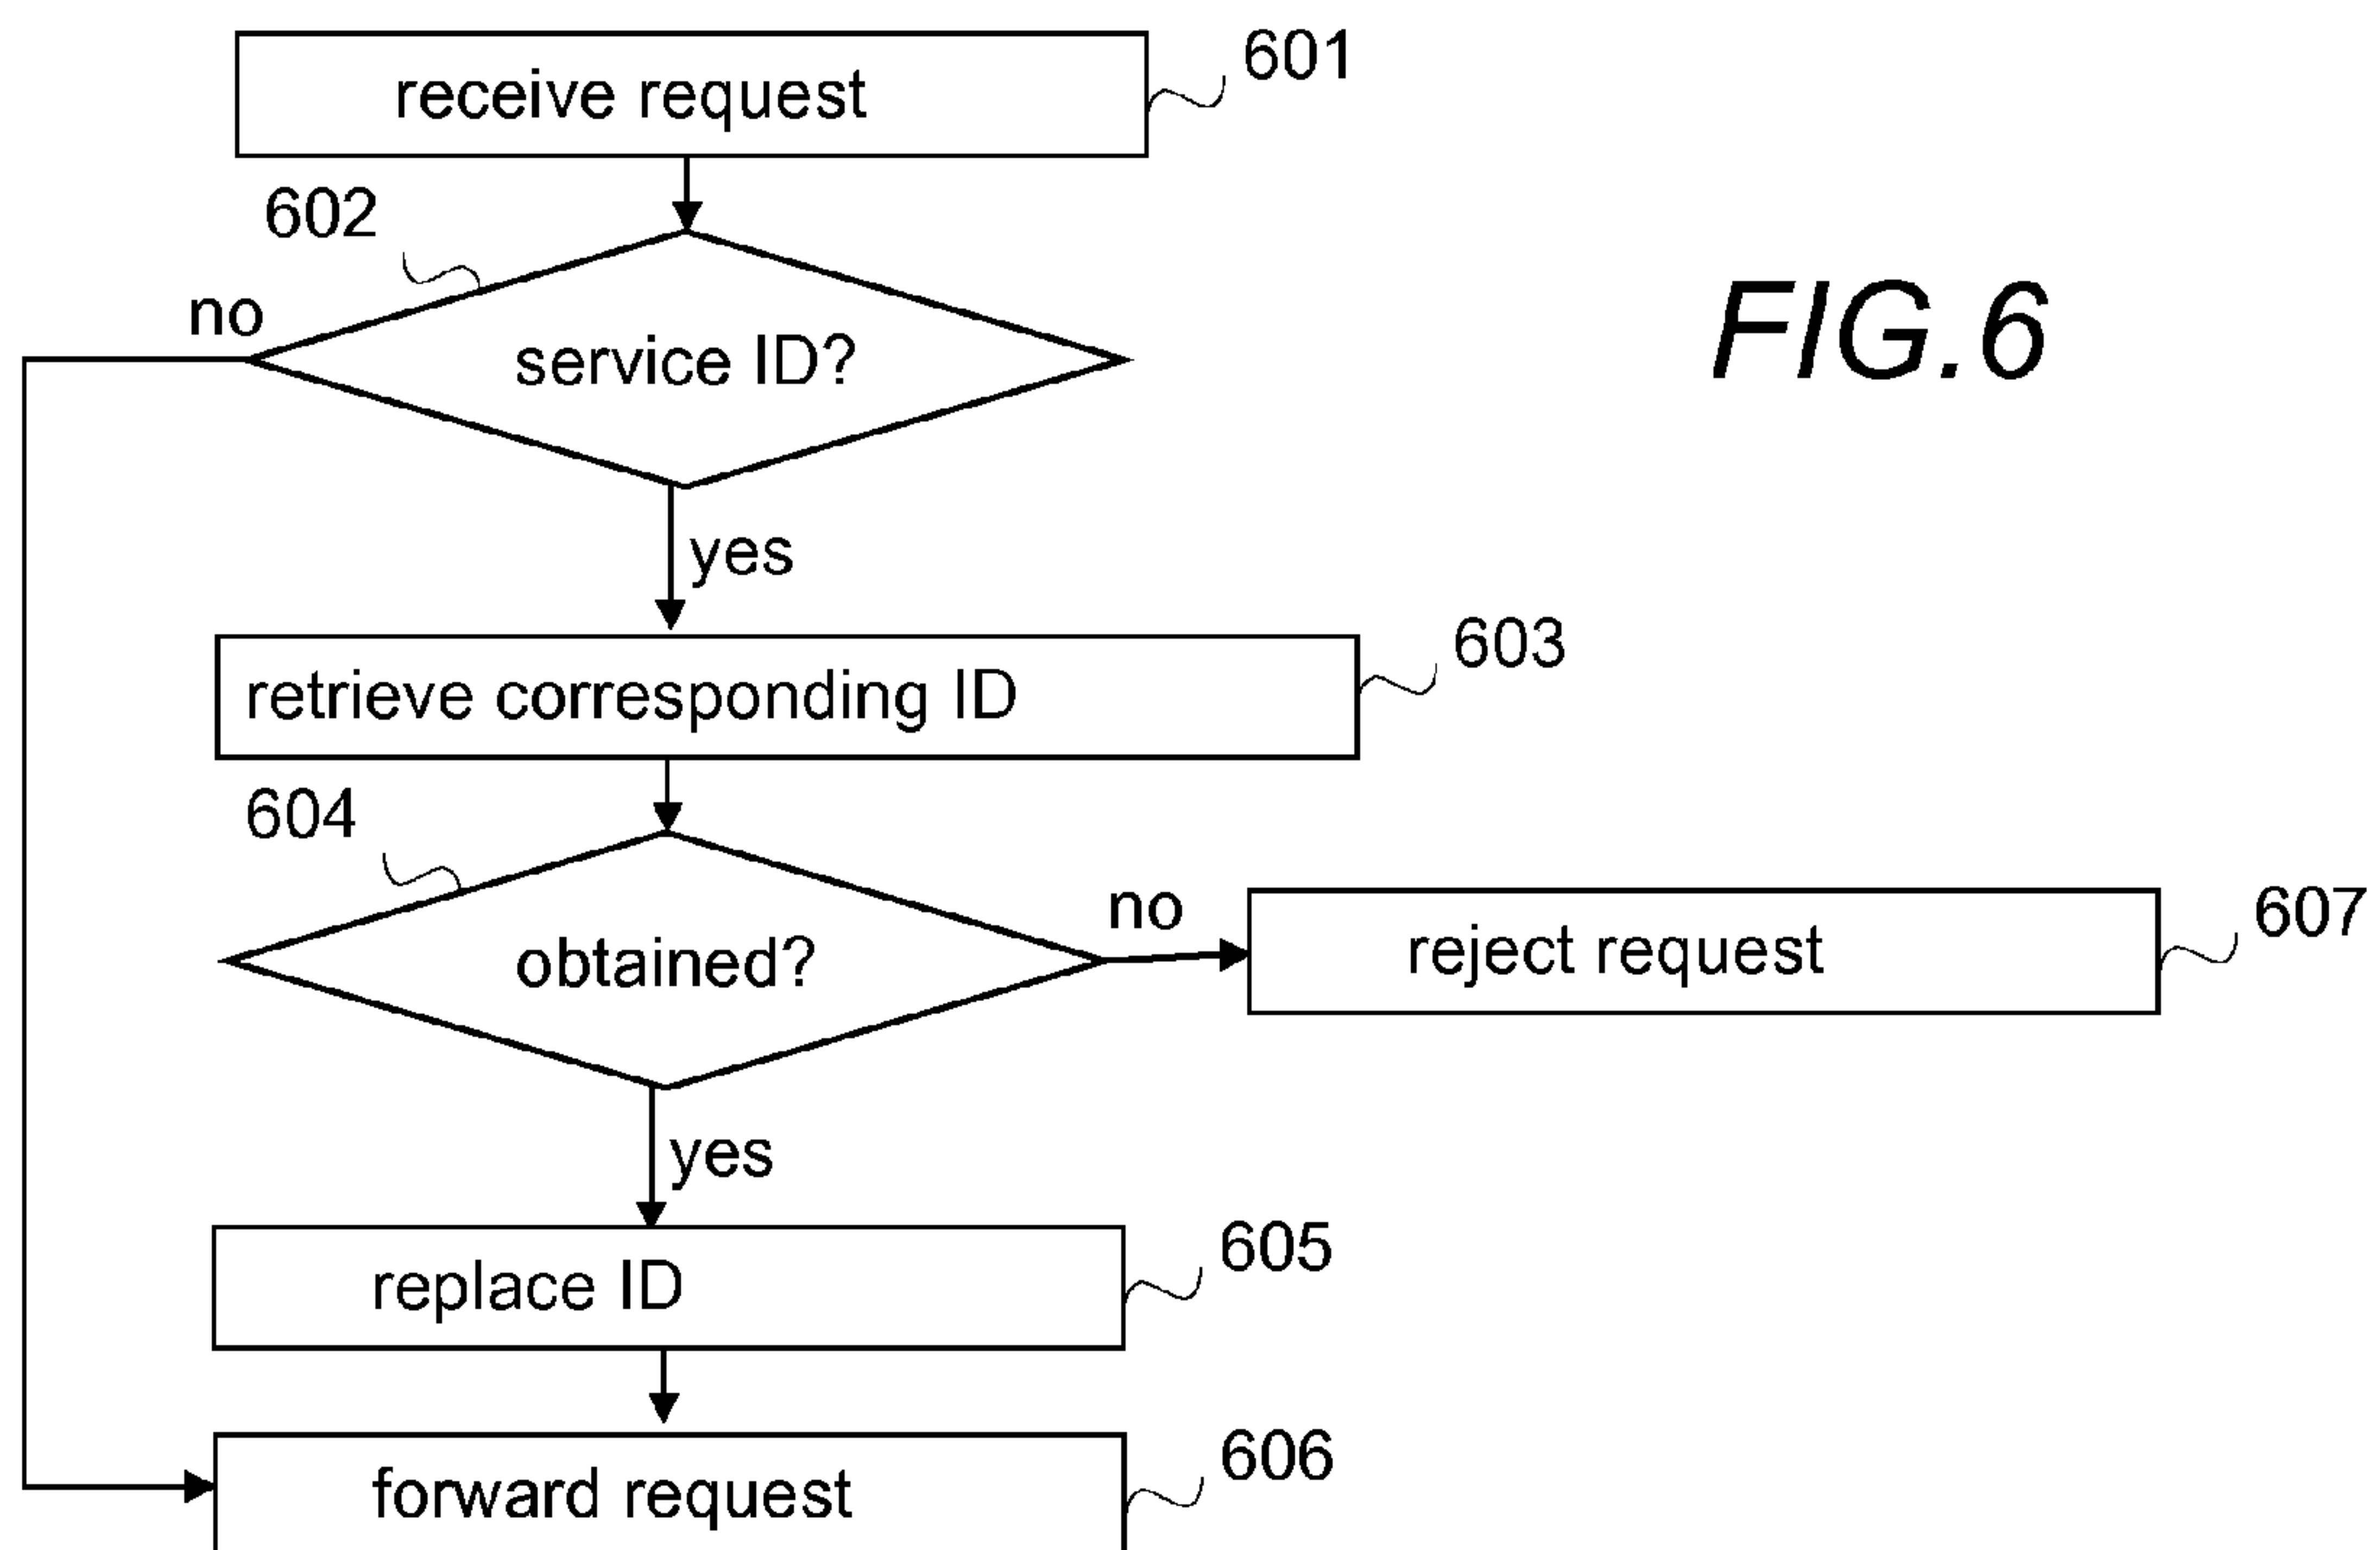 receive request
601
602
no
service ID?
FIG.6
yes
603
retrieve corresponding ID
604
no
607
obtained?
reject request
yes
605
replace ID
606
forward request